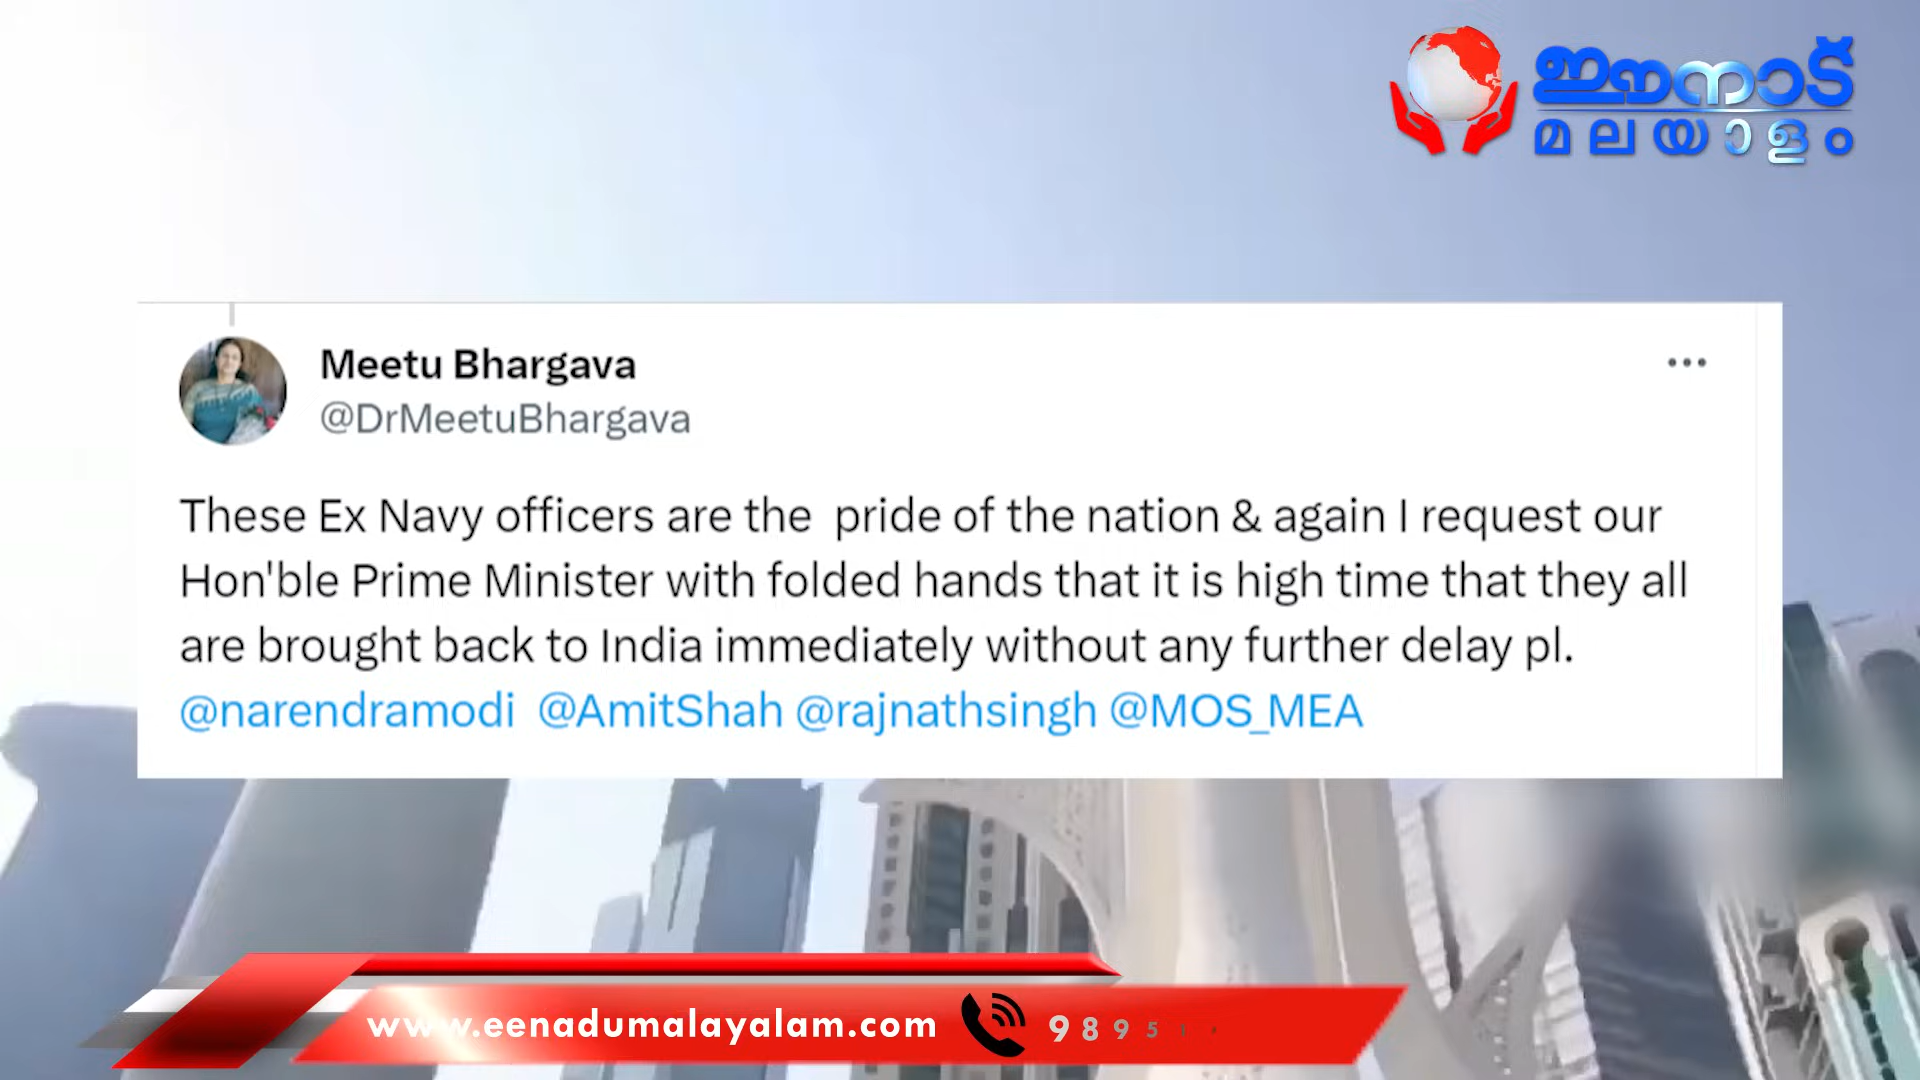 ഈനാട്
മലയാളം
Meetu Bhargava
@DrMeetuBhargava
These Ex Navy officers are the pride of the nation & again I request our
Hon'ble Prime Minister with folded hands that it is high time that they all
are brought back to India immediately without any further delay pl.
@narendramodi @AmitShah @rajnathsingh @MOS_MEA
www.eenadumalayalam.com 9895